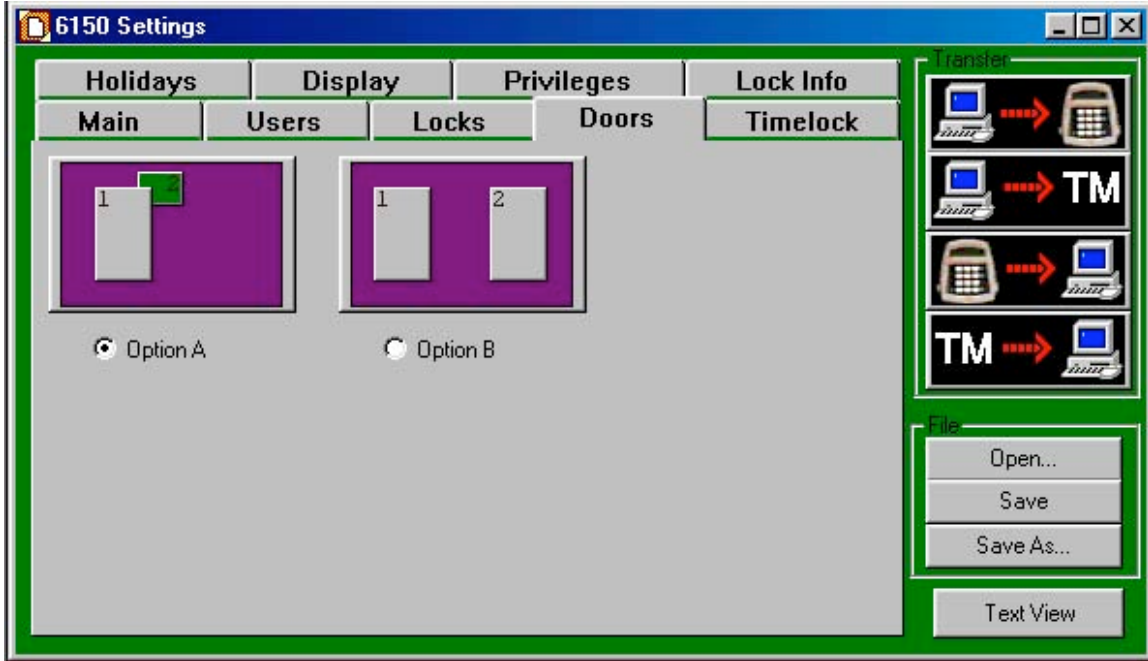 6150 Settings
Holidays Display Privileges Lock Info
Main Users Locks Doors Timelock
1 2
1 2
Option A Option B
Transfer
TM
TM
File
Open...
Save
Save As...
Text View